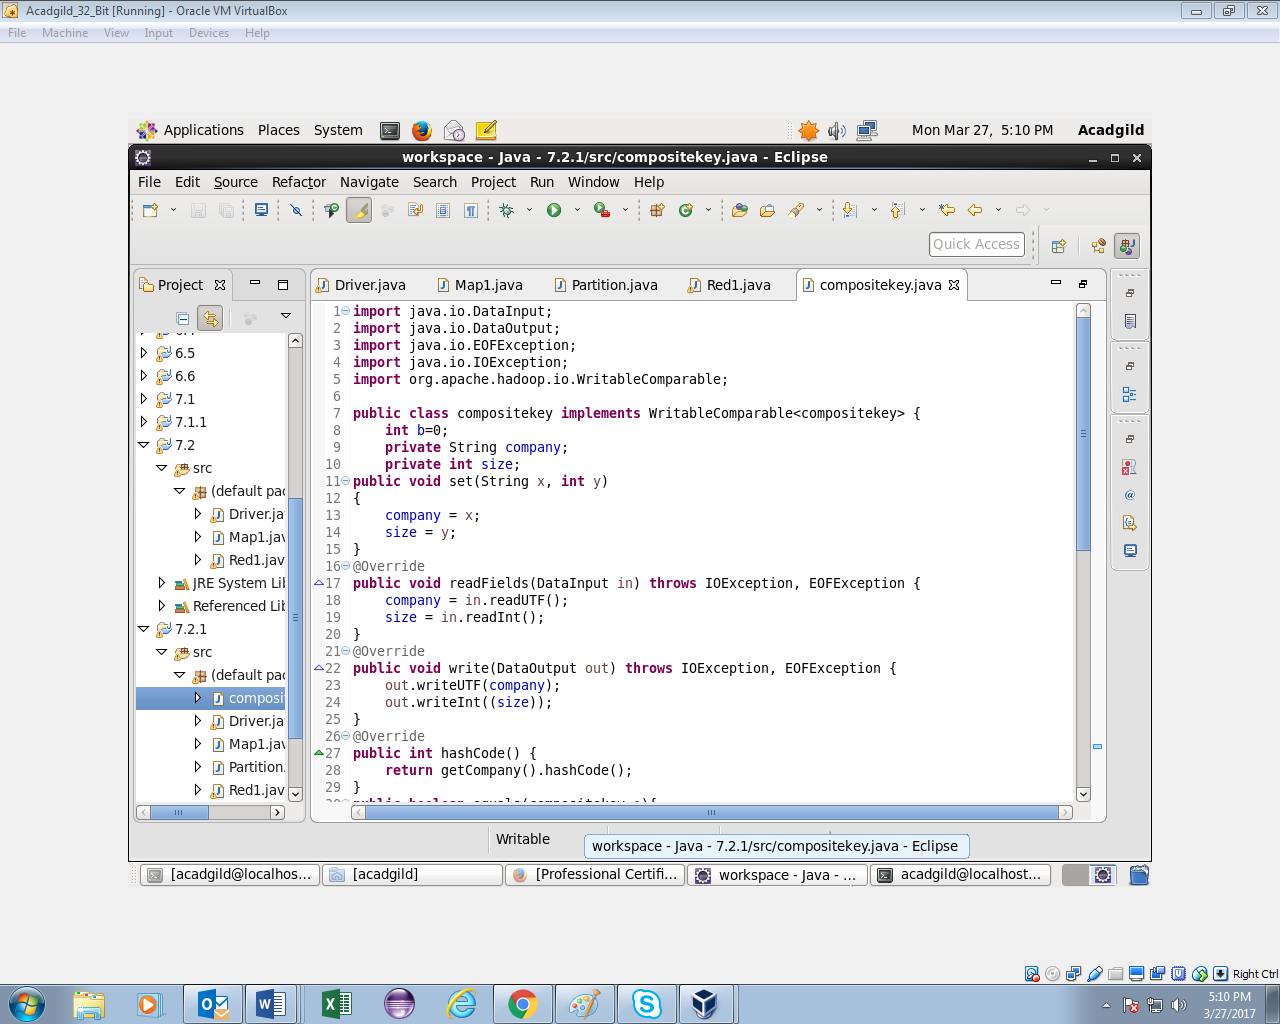 Acadgild_32_Bit [Running] - Oracle VM VirtualBox
File Machine View Input Devices Help
Applications Places System Mon Mar 27, 5:10 PM Acadgild
workspace - Java - 7.2.1/src/compositekey.java - Eclipse
File Edit Source Refactor Navigate Search Project Run Window Help
Quick Access
Project
Driver.java Map1.java Partition.java Red1.java compositekey.java
6.5
6.6
7.1
7.1.1
7.2
src
(default pac
Driver.ja
Map1.jav
Red1.jav
JRE System Lib
Referenced Lib
7.2.1
src
(default pac
composi
Driver.ja
Map1.jav
Partition.
Red1.jav
1 import java.io.DataInput;
2 import java.io.DataOutput;
3 import java.io.EOFException;
4 import java.io.IOException;
5 import org.apache.hadoop.io.WritableComparable;
6
7 public class compositekey implements WritableComparable<compositekey> {
8 int b=0;
9 private String company;
10 private int size;
11 public void set(String x, int y)
12 {
13 company = x;
14 size = y;
15 }
16 @Override
17 public void readFields(DataInput in) throws IOException, EOFException {
18 company = in.readUTF();
19 size = in.readInt();
20 }
21 @Override
22 public void write(DataOutput out) throws IOException, EOFException {
23 out.writeUTF(company);
24 out.writeInt((size));
25 }
26 @Override
27 public int hashCode() {
28 return getCompany().hashCode();
29 }
Writable
workspace - Java - 7.2.1/src/compositekey.java - Eclipse
[acadgild@localhos... [acadgild] [Professional Certifi... workspace - Java - ... acadgild@localhost...
Right Ctrl
5:10 PM
3/27/2017